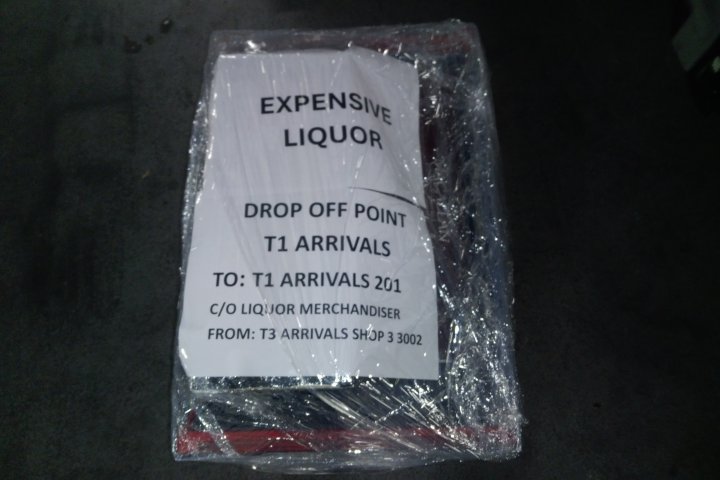 EXPENSIVE
LIQUOR
DROP OFF POINT
T1 ARRIVALS
TO: T1 ARRIVALS 201
C/O LIQUOR MERCHANDISER
FROM: T3 ARRIVALS SHOP 3 3002